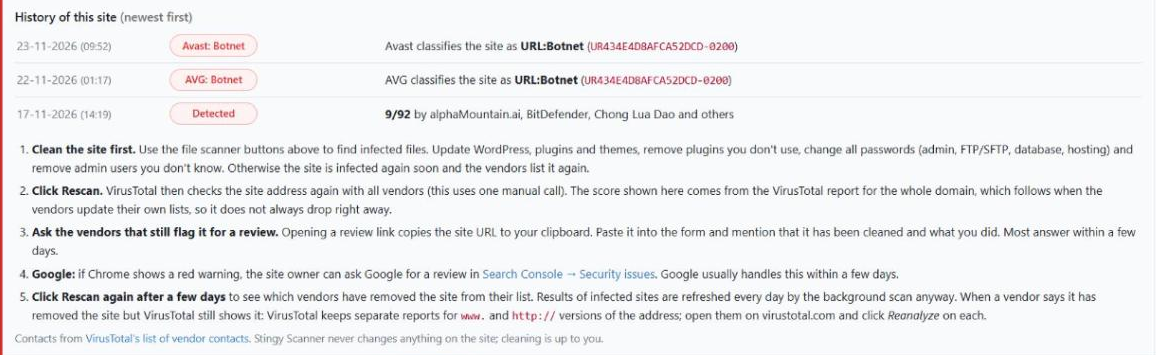 History of this site (newest first)
23-11-2026 (09:52) Avast: Botnet Avast classifies the site as URL:Botnet (UR434E4D8AFCA52DCD-0200)
22-11-2026 (01:17) AVG: Botnet AVG classifies the site as URL:Botnet (UR434E4D8AFCA52DCD-0200)
17-11-2026 (14:19) Detected 9/92 by alphaMountain.ai, BitDefender, Chong Lua Dao and others
1. Clean the site first. Use the file scanner buttons above to find infected files. Update WordPress, plugins and themes, remove plugins you don't use, change all passwords (admin, FTP/SFTP, database, hosting) and
remove admin users you don't know. Otherwise the site is infected again soon and the vendors list it again.
2. Click Rescan. VirusTotal then checks the site address again with all vendors (this uses one manual call). The score shown here comes from the VirusTotal report for the whole domain, which follows when the
vendors update their own lists, so it does not always drop right away.
3. Ask the vendors that still flag it for a review. Opening a review link copies the site URL to your clipboard. Paste it into the form and mention that it has been cleaned and what you did. Most answer within a few
days.
4. Google: if Chrome shows a red warning, the site owner can ask Google for a review in Search Console → Security issues. Google usually handles this within a few days.
5. Click Rescan again after a few days to see which vendors have removed the site from their list. Results of infected sites are refreshed every day by the background scan anyway. When a vendor says it has
removed the site but VirusTotal still shows it: VirusTotal keeps separate reports for www. and http:// versions of the address; open them on virustotal.com and click Reanalyze on each.
Contacts from VirusTotal's list of vendor contacts. Stingy Scanner never changes anything on the site; cleaning is up to you.